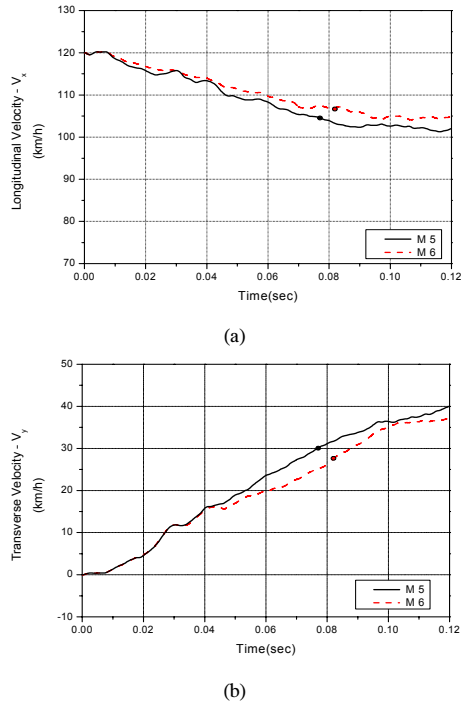 130
120
110
100
90
80
70
0.00 0.02 0.04 0.06 0.08 0.10 0.12
Longitudinal Velocity - Vx
(km/h)
M 5
M 6
Time(sec)
(a)
50
40
30
20
10
0
-10
0.00 0.02 0.04 0.06 0.08 0.10 0.12
Transverse Velocity - Vy
(km/h)
M 5
M 6
Time(sec)
(b)